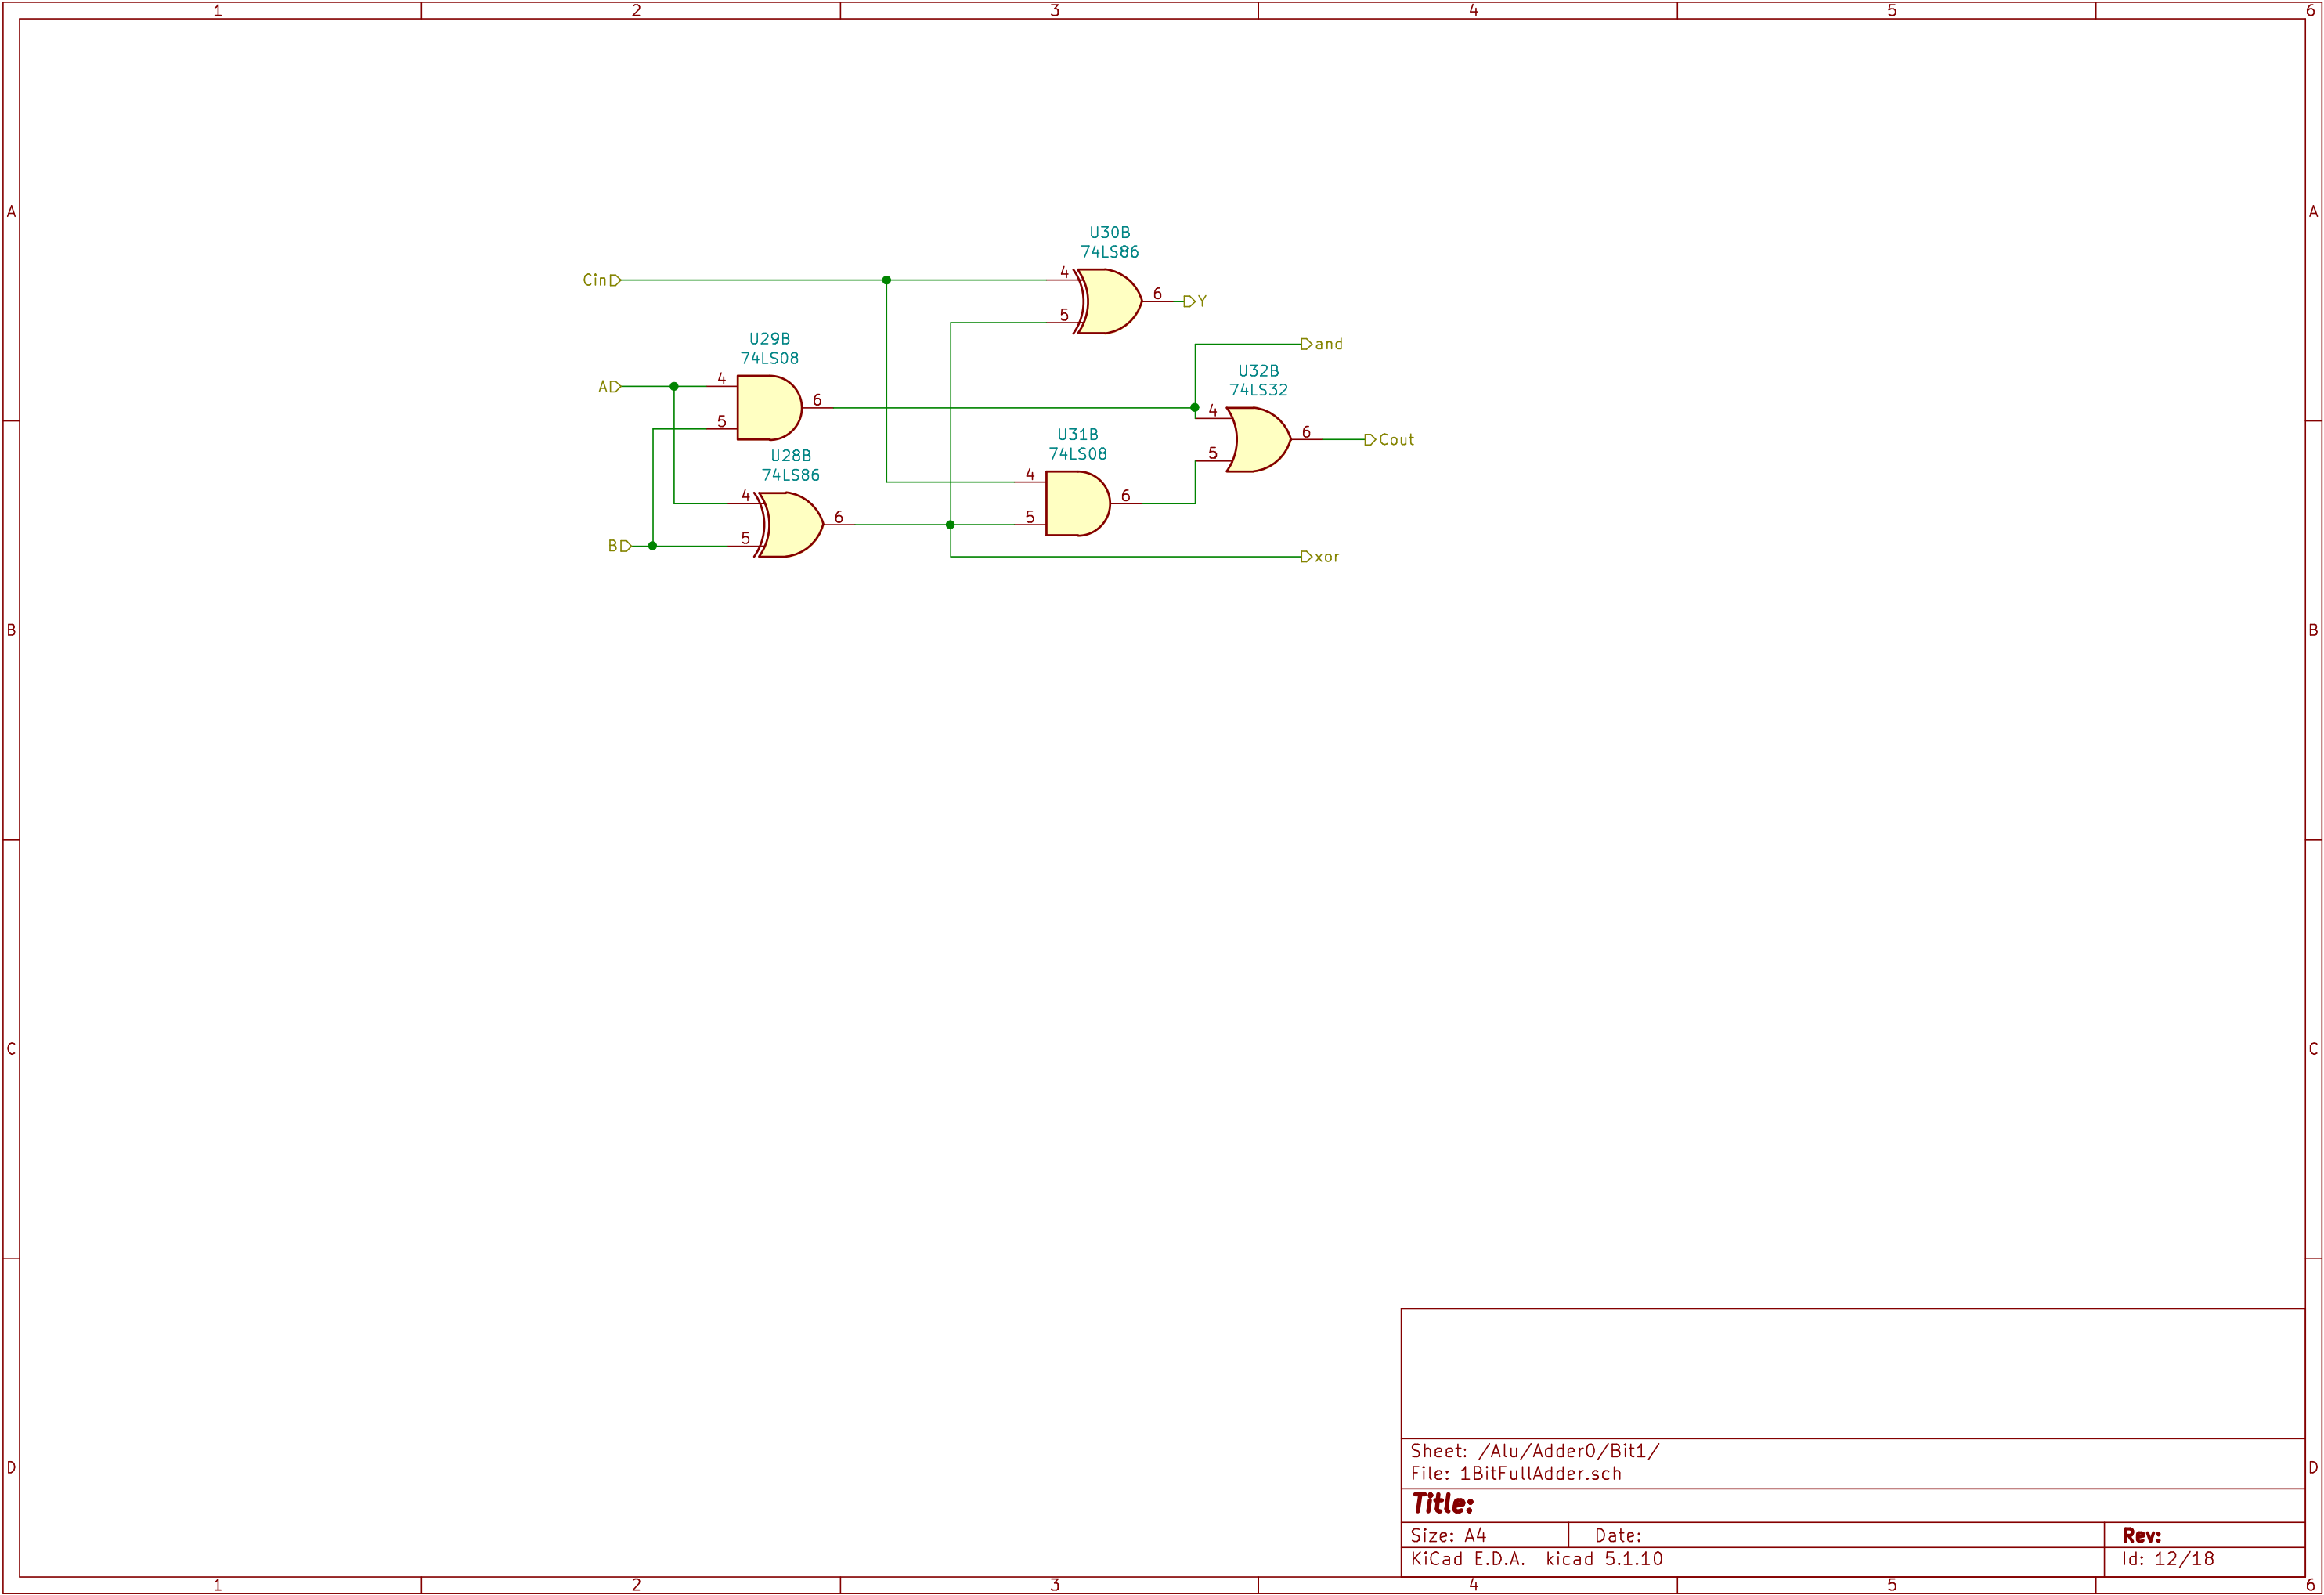 1 2 3 4 5 6
A A
U30B
74LS86
Cin
4
5
6
Y
and
U29B
74LS08
A
4
5
6
U32B
74LS32
4
5
6
Cout
U31B
74LS08
4
5
6
U28B
74LS86
4
5
6
B
xor
B B
C C
D D
Sheet: /Alu/Adder0/Bit1/
File: 1BitFullAdder.sch
Title:
Size: A4 Date: Rev:
KiCad E.D.A. kicad 5.1.10 Id: 12/18
1 2 3 4 5 6